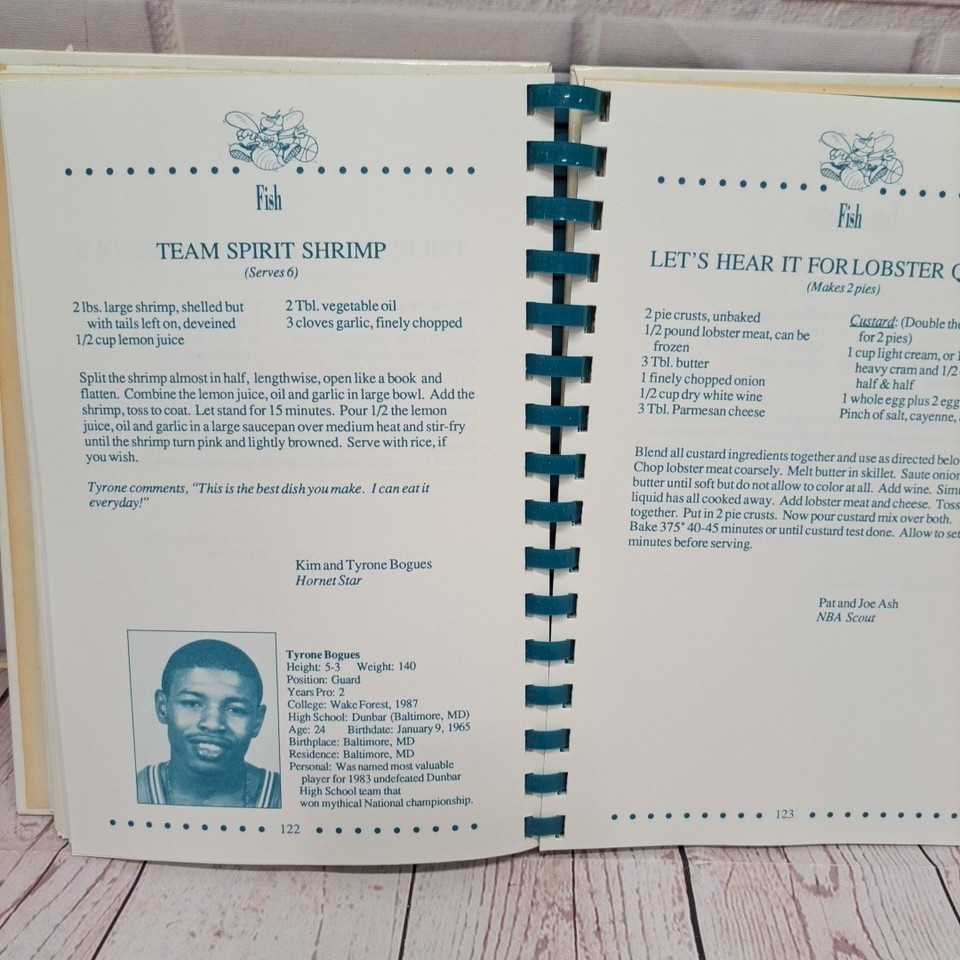 Fish
TEAM SPIRIT SHRIMP
(Serves 6)
2 lbs. large shrimp, shelled but
with tails left on, deveined
1/2 cup lemon juice
2 Tbl. vegetable oil
3 cloves garlic, finely chopped
Split the shrimp almost in half, lengthwise, open like a book and
flatten. Combine the lemon juice, oil and garlic in large bowl. Add the
shrimp, toss to coat. Let stand for 15 minutes. Pour 1/2 the lemon
juice, oil and garlic in a large saucepan over medium heat and stir-fry
until the shrimp turn pink and lightly browned. Serve with rice, if
you wish.
Tyrone comments, "This is the best dish you make. I can eat it
everyday!"
Kim and Tyrone Bogues
Hornet Star
Tyrone Bogues
Height: 5-3 Weight: 140
Position: Guard
Years Pro: 2
College: Wake Forest, 1987
High School: Dunbar (Baltimore, MD)
Age: 24 Birthdate: January 9, 1965
Birthplace: Baltimore, MD
Residence: Baltimore, MD
Personal: Was named most valuable
player for 1983 undefeated Dunbar
High School team that
won mythical National championship.
122
Fish
LET'S HEAR IT FOR LOBSTER
(Makes 2 pies)
2 pie crusts, unbaked
1/2 pound lobster meat, can be
frozen
3 Tbl. butter
1 finely chopped onion
1/2 cup dry white wine
3 Tbl. Parmesan cheese
Custard: (Double the
for 2 pies)
1 cup light cream, or
heavy cram and 1/2
half & half
1 whole egg plus 2 egg
Pinch of salt, cayenne,
Blend all custard ingredients together and use as directed
Chop lobster meat coarsely. Melt butter in skillet. Saute onion
butter until soft but do not allow to color at all. Add wine.
liquid has all cooked away. Add lobster meat and cheese. Toss
together. Put in 2 pie crusts. Now pour custard mix over both.
Bake 375° 40-45 minutes or until custard test done. Allow to set
minutes before serving.
Pat and Joe Ash
NBA Scout
123